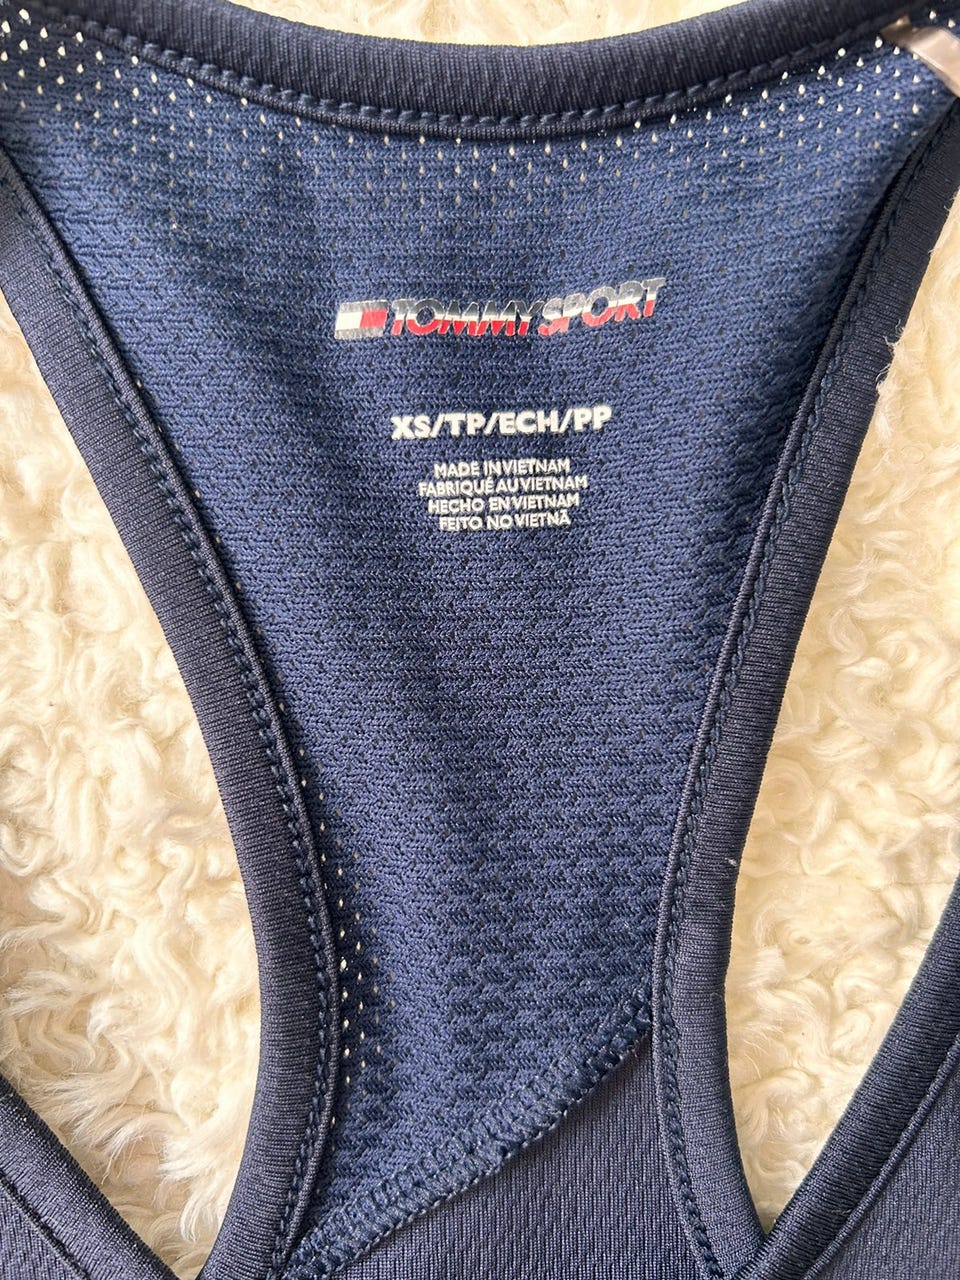 TOMMY SPORT
XS/TP/ECH/PP
MADE IN VIETNAM
FABRIQUÉ AU VIETNAM
HECHO EN VIETNAM
FEITO NO VIETNÃ